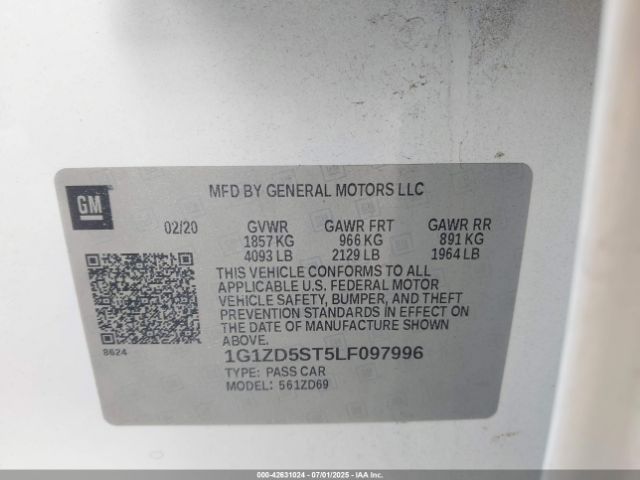 GM
MFD BY GENERAL MOTORS LLC
02/20 GVWR GAWR FRT GAWR RR
1857 KG 966 KG 891 KG
4093 LB 2129 LB 1964 LB
THIS VEHICLE CONFORMS TO ALL
APPLICABLE U.S. FEDERAL MOTOR
VEHICLE SAFETY, BUMPER, AND THEFT
PREVENTION STANDARDS IN EFFECT ON
THE DATE OF MANUFACTURE SHOWN
ABOVE.
8624
1G1ZD5ST5LF097996
TYPE: PASS CAR
MODEL: 561ZD69
000-42631024 | 07/01/2025 | IAAI.COM